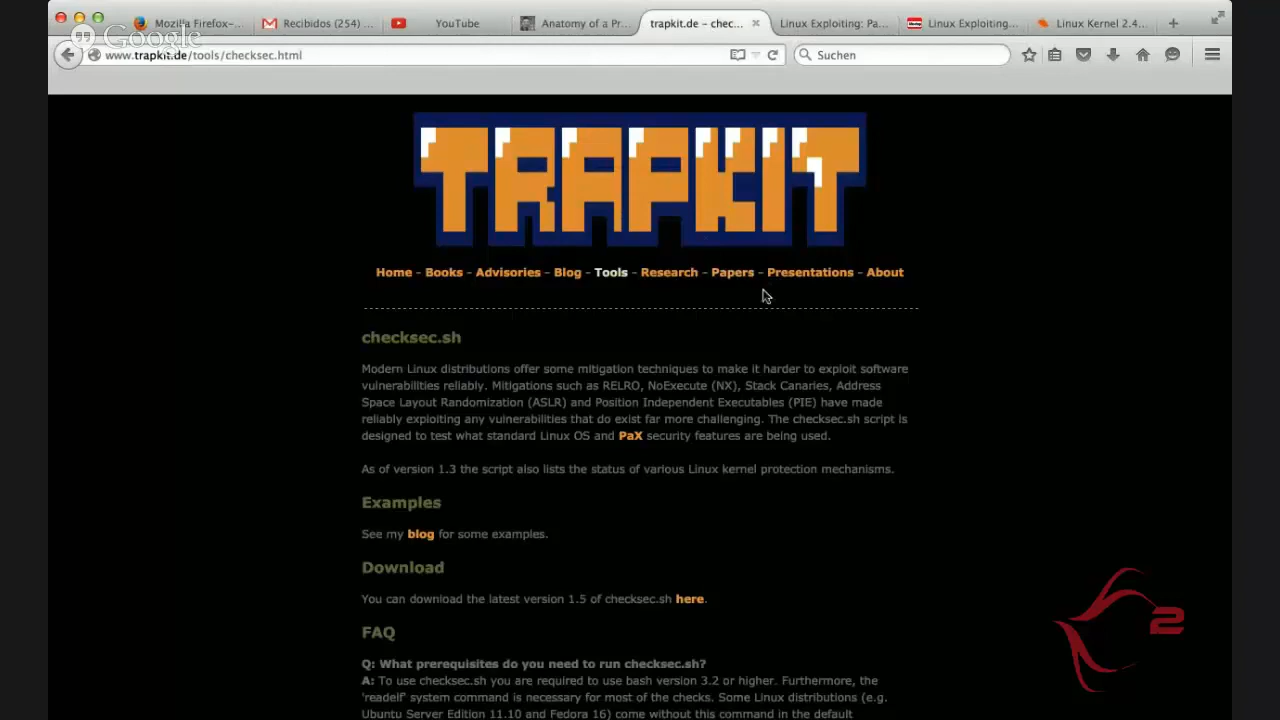 Mozilla Firefox-...
Recibidos (254) ...
YouTube
Anatomy of a Pr...
trapkit.de – chec...
Linux Exploiting: Pa...
Linux Exploiting...
Linux Kernel 2.4...
Google
www.trapkit.de/tools/checksec.html
Suchen
TRAPKIT
Home – Books – Advisories – Blog – Tools – Research – Papers – Presentations – About
checksec.sh
Modern Linux distributions offer some mitigation techniques to make it harder to exploit software
vulnerabilities reliably. Mitigations such as RELRO, NoExecute (NX), Stack Canaries, Address
Space Layout Randomization (ASLR) and Position Independent Executables (PIE) have made
reliably exploiting any vulnerabilities that do exist far more challenging. The checksec.sh script is
designed to test what standard Linux OS and PaX security features are being used.
As of version 1.3 the script also lists the status of various Linux kernel protection mechanisms.
Examples
See my blog for some examples.
Download
You can download the latest version 1.5 of checksec.sh here.
FAQ
Q: What prerequisites do you need to run checksec.sh?
A: To use checksec.sh you are required to use bash version 3.2 or higher. Furthermore, the
'readelf' system command is necessary for most of the checks. Some Linux distributions (e.g.
Ubuntu Server Edition 11.10 and Fedora 16) come without this command in the default
2